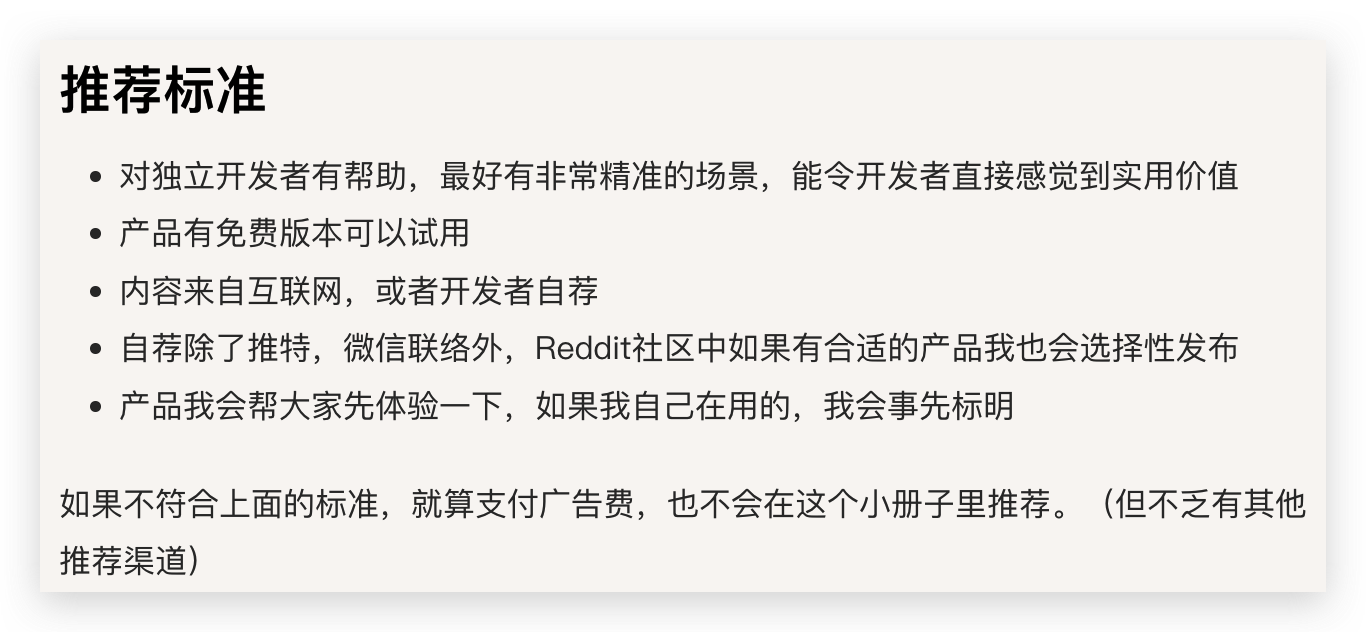 推荐标准
• 对独立开发者有帮助，最好有非常精准的场景，能令开发者直接感觉到实用价值
• 产品有免费版本可以试用
• 内容来自互联网，或者开发者自荐
• 自荐除了推特，微信联络外，Reddit社区中如果有合适的产品我也会选择性发布
• 产品我会帮大家先体验一下，如果我自己在用的，我会事先标明
如果不符合上面的标准，就算支付广告费，也不会在这个小册子里推荐。（但不乏有其他
推荐渠道）